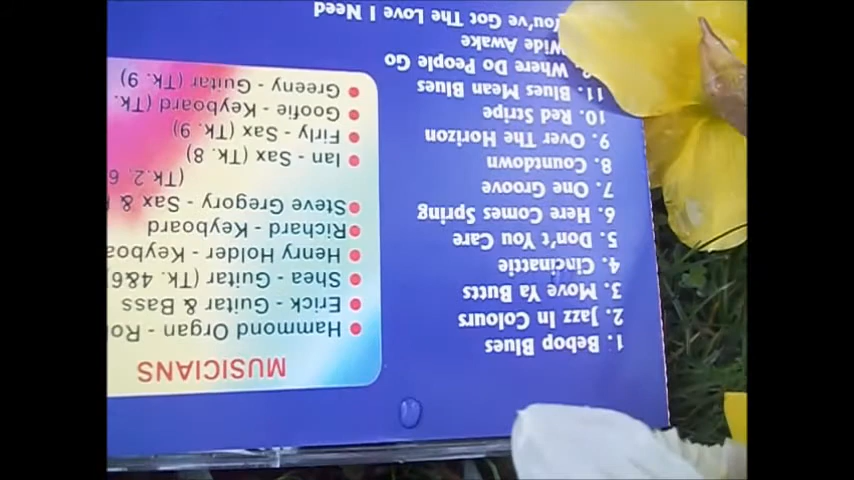 1. Bebop Blues
2. Jazz In Colours
3. Move Ya Butts
4. Cincinattie
5. Don't You Care
6. Here Comes Spring
7. One Groove
8. Countdown
9. Over The Horizon
10. Red Stripe
11. Blues Mean Blues
Where Do People Go
Wide Awake
You've Got The Love I Need
MUSICIANS
Hammond Organ -
Erick - Guitar & Bass
Shea - Guitar (Tk. 4&6)
Henry Holder -
Richard - Keyboard
Steve Gregory - Sax &
(Tk.2, 6
Ian - Sax (Tk. 8)
Firly - Sax (Tk. 9)
Goofie - Keyboard (Tk.
Greeny - Guitar (Tk. 9)